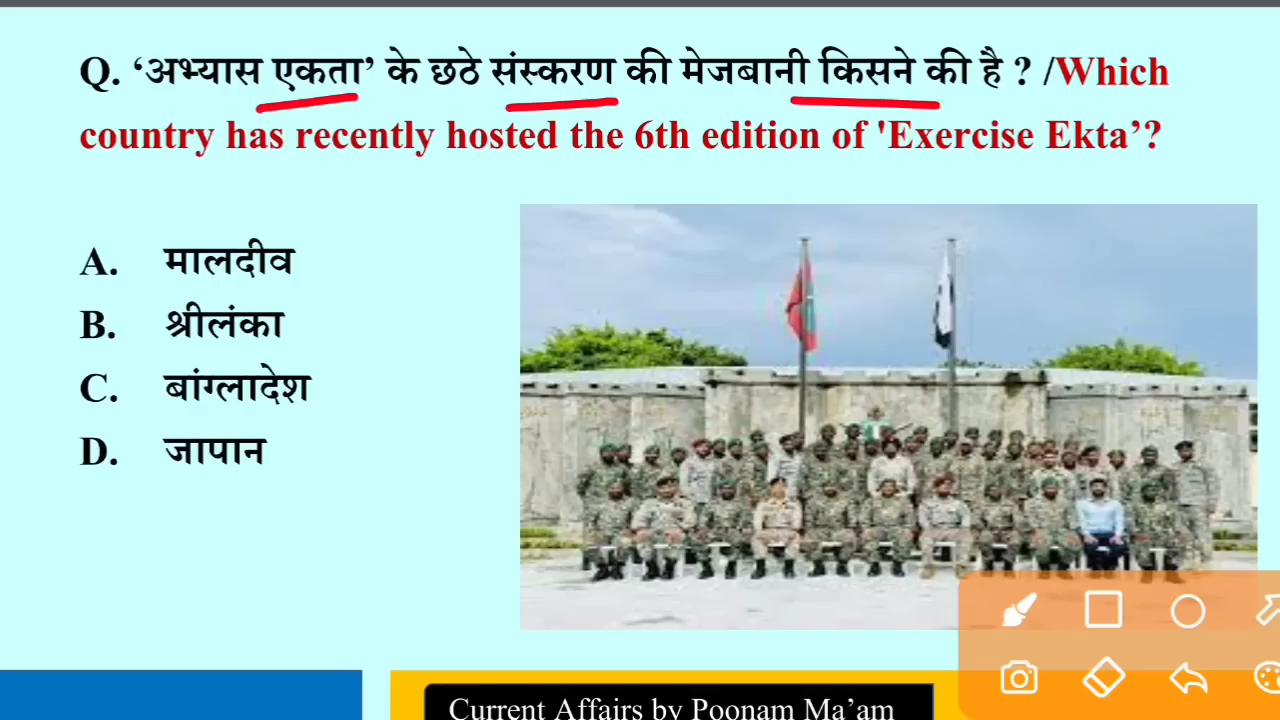 Q. ‘अभ्यास एकता’ के छठे संस्करण की मेजबानी किसने की है ? /Which
country has recently hosted the 6th edition of 'Exercise Ekta’?
A. मालदीव
B. श्रीलंका
C. बांग्लादेश
D. जापान
Current Affairs by Poonam Ma’am